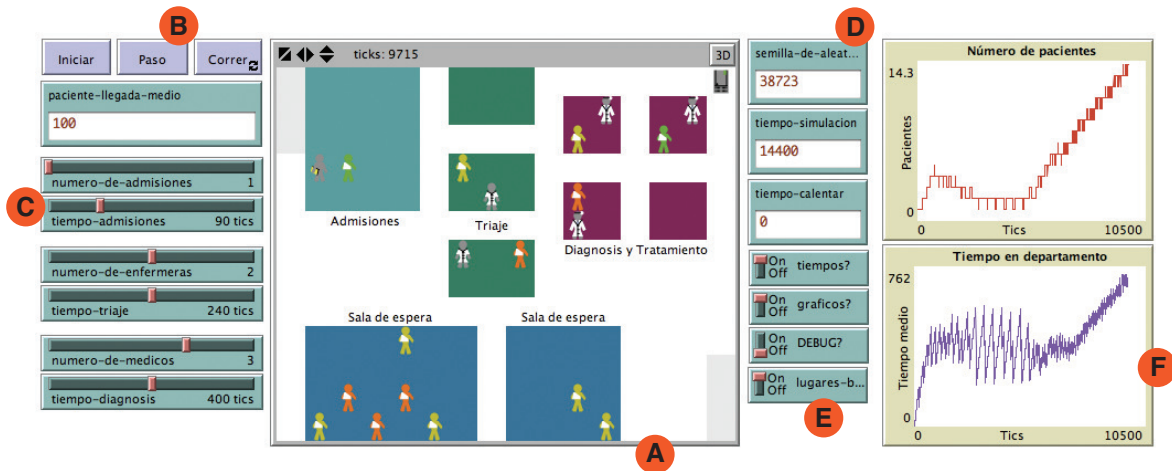 B
Iniciar
Paso
Correr
paciente-llegada-medio
100
C
numero-de-admisiones 1
tiempo-admisiones 90 tics
numero-de-enfermeras 2
tiempo-triaje 240 tics
numero-de-medicos 3
tiempo-diagnosis 400 tics
ticks: 9715
3D
Admisiones
Triaje
Diagnosis y Tratamiento
Sala de espera
Sala de espera
A
D
semilla-de-aleat...
38723
tiempo-simulacion
14400
tiempo-calentar
0
On
Off
tiempos?
On
Off
graficos?
On
Off
DEBUG?
On
Off
lugares-b...
E
Número de pacientes
14.3
Pacientes
0
0
Tics
10500
Tiempo en departamento
762
Tiempo medio
0
0
Tics
10500
F